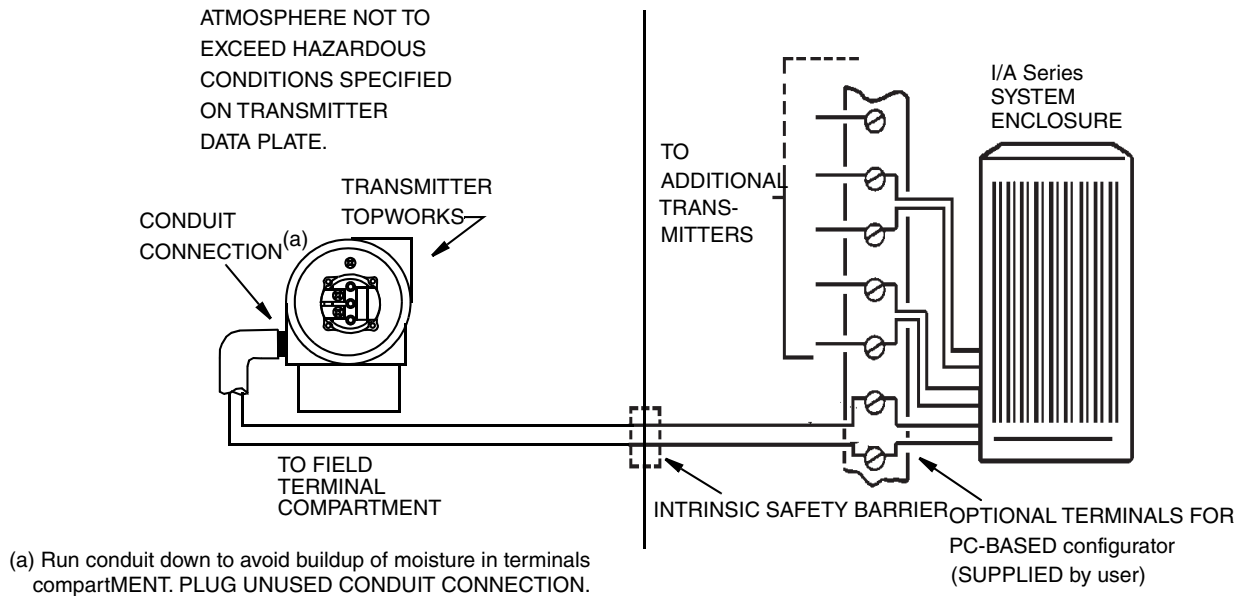 ATMOSPHERE NOT TO
EXCEED HAZARDOUS
CONDITIONS SPECIFIED
ON TRANSMITTER
DATA PLATE.
TRANSMITTER
TOPWORKS
CONDUIT
CONNECTION(a)
TO FIELD
TERMINAL
COMPARTMENT
(a) Run conduit down to avoid buildup of moisture in terminals
compartMENT. PLUG UNUSED CONDUIT CONNECTION.
TO
ADDITIONAL
TRANS-
MITTERS
I/A Series
SYSTEM
ENCLOSURE
INTRINSIC SAFETY BARRIER
OPTIONAL TERMINALS FOR
PC-BASED configurator
(SUPPLIED by user)